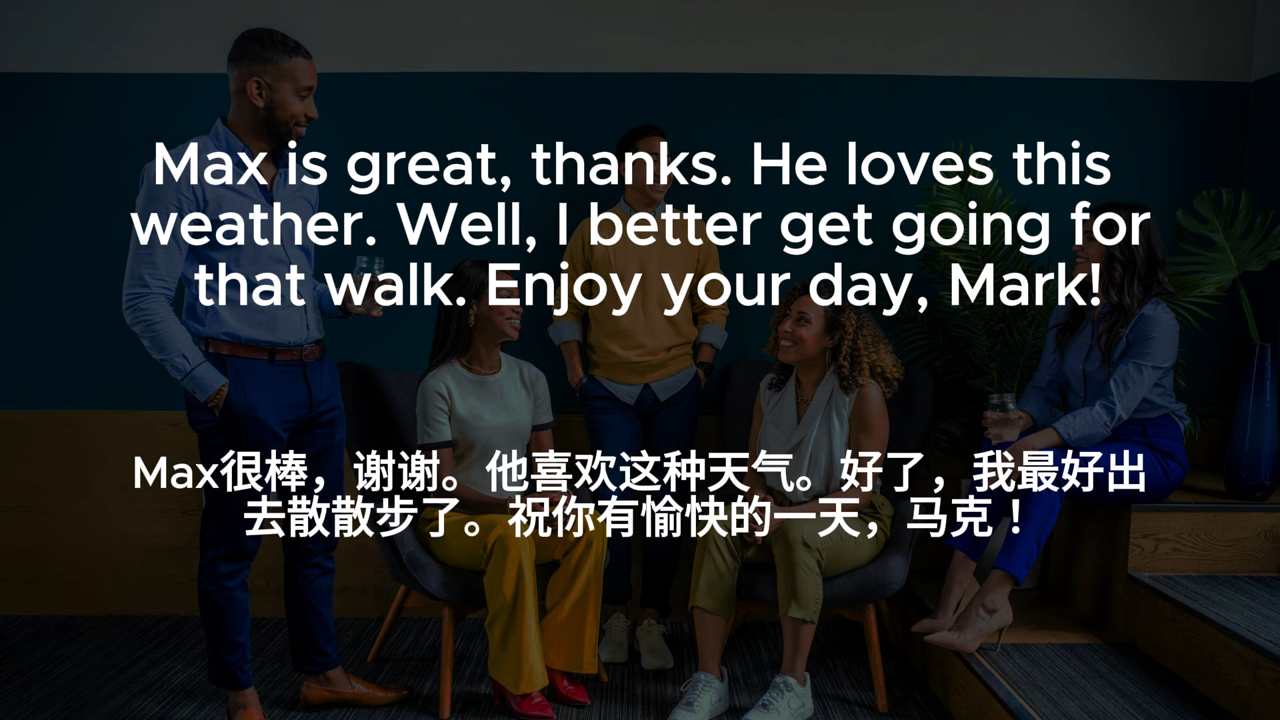 Max is great, thanks. He loves this
weather. Well, I better get going for
that walk. Enjoy your day, Mark!
Max很棒，谢谢。他喜欢这种天气。好了，我最好出
去散散步了。祝你有愉快的一天，马克！